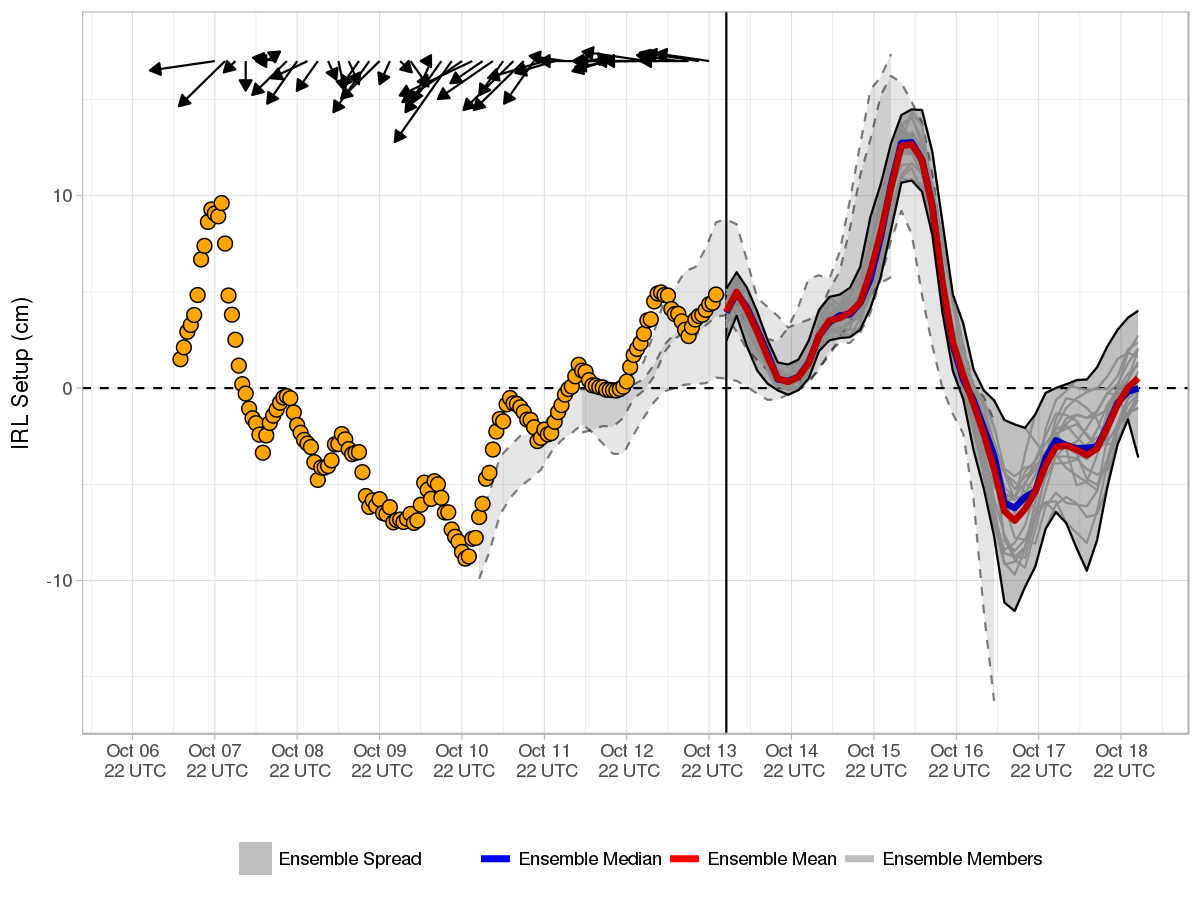 IRL Setup (cm)
10
0
-10
Oct 06 Oct 07 Oct 08 Oct 09 Oct 10 Oct 11 Oct 12 Oct 13 Oct 14 Oct 15 Oct 16 Oct 17 Oct 18
22 UTC 22 UTC 22 UTC 22 UTC 22 UTC 22 UTC 22 UTC 22 UTC 22 UTC 22 UTC 22 UTC 22 UTC 22 UTC
Ensemble Spread Ensemble Median Ensemble Mean Ensemble Members